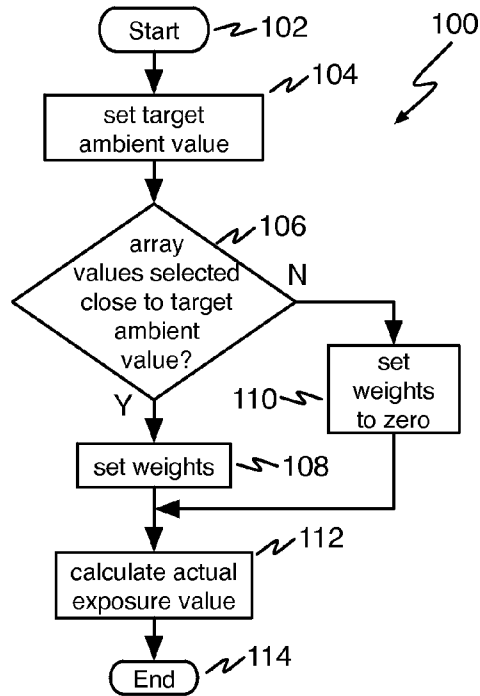 Start
102
100
104
set target
ambient value
106
array
values selected
close to target
ambient
value?
N
Y
set
weights
to zero
110
set weights
108
112
calculate actual
exposure value
End
114